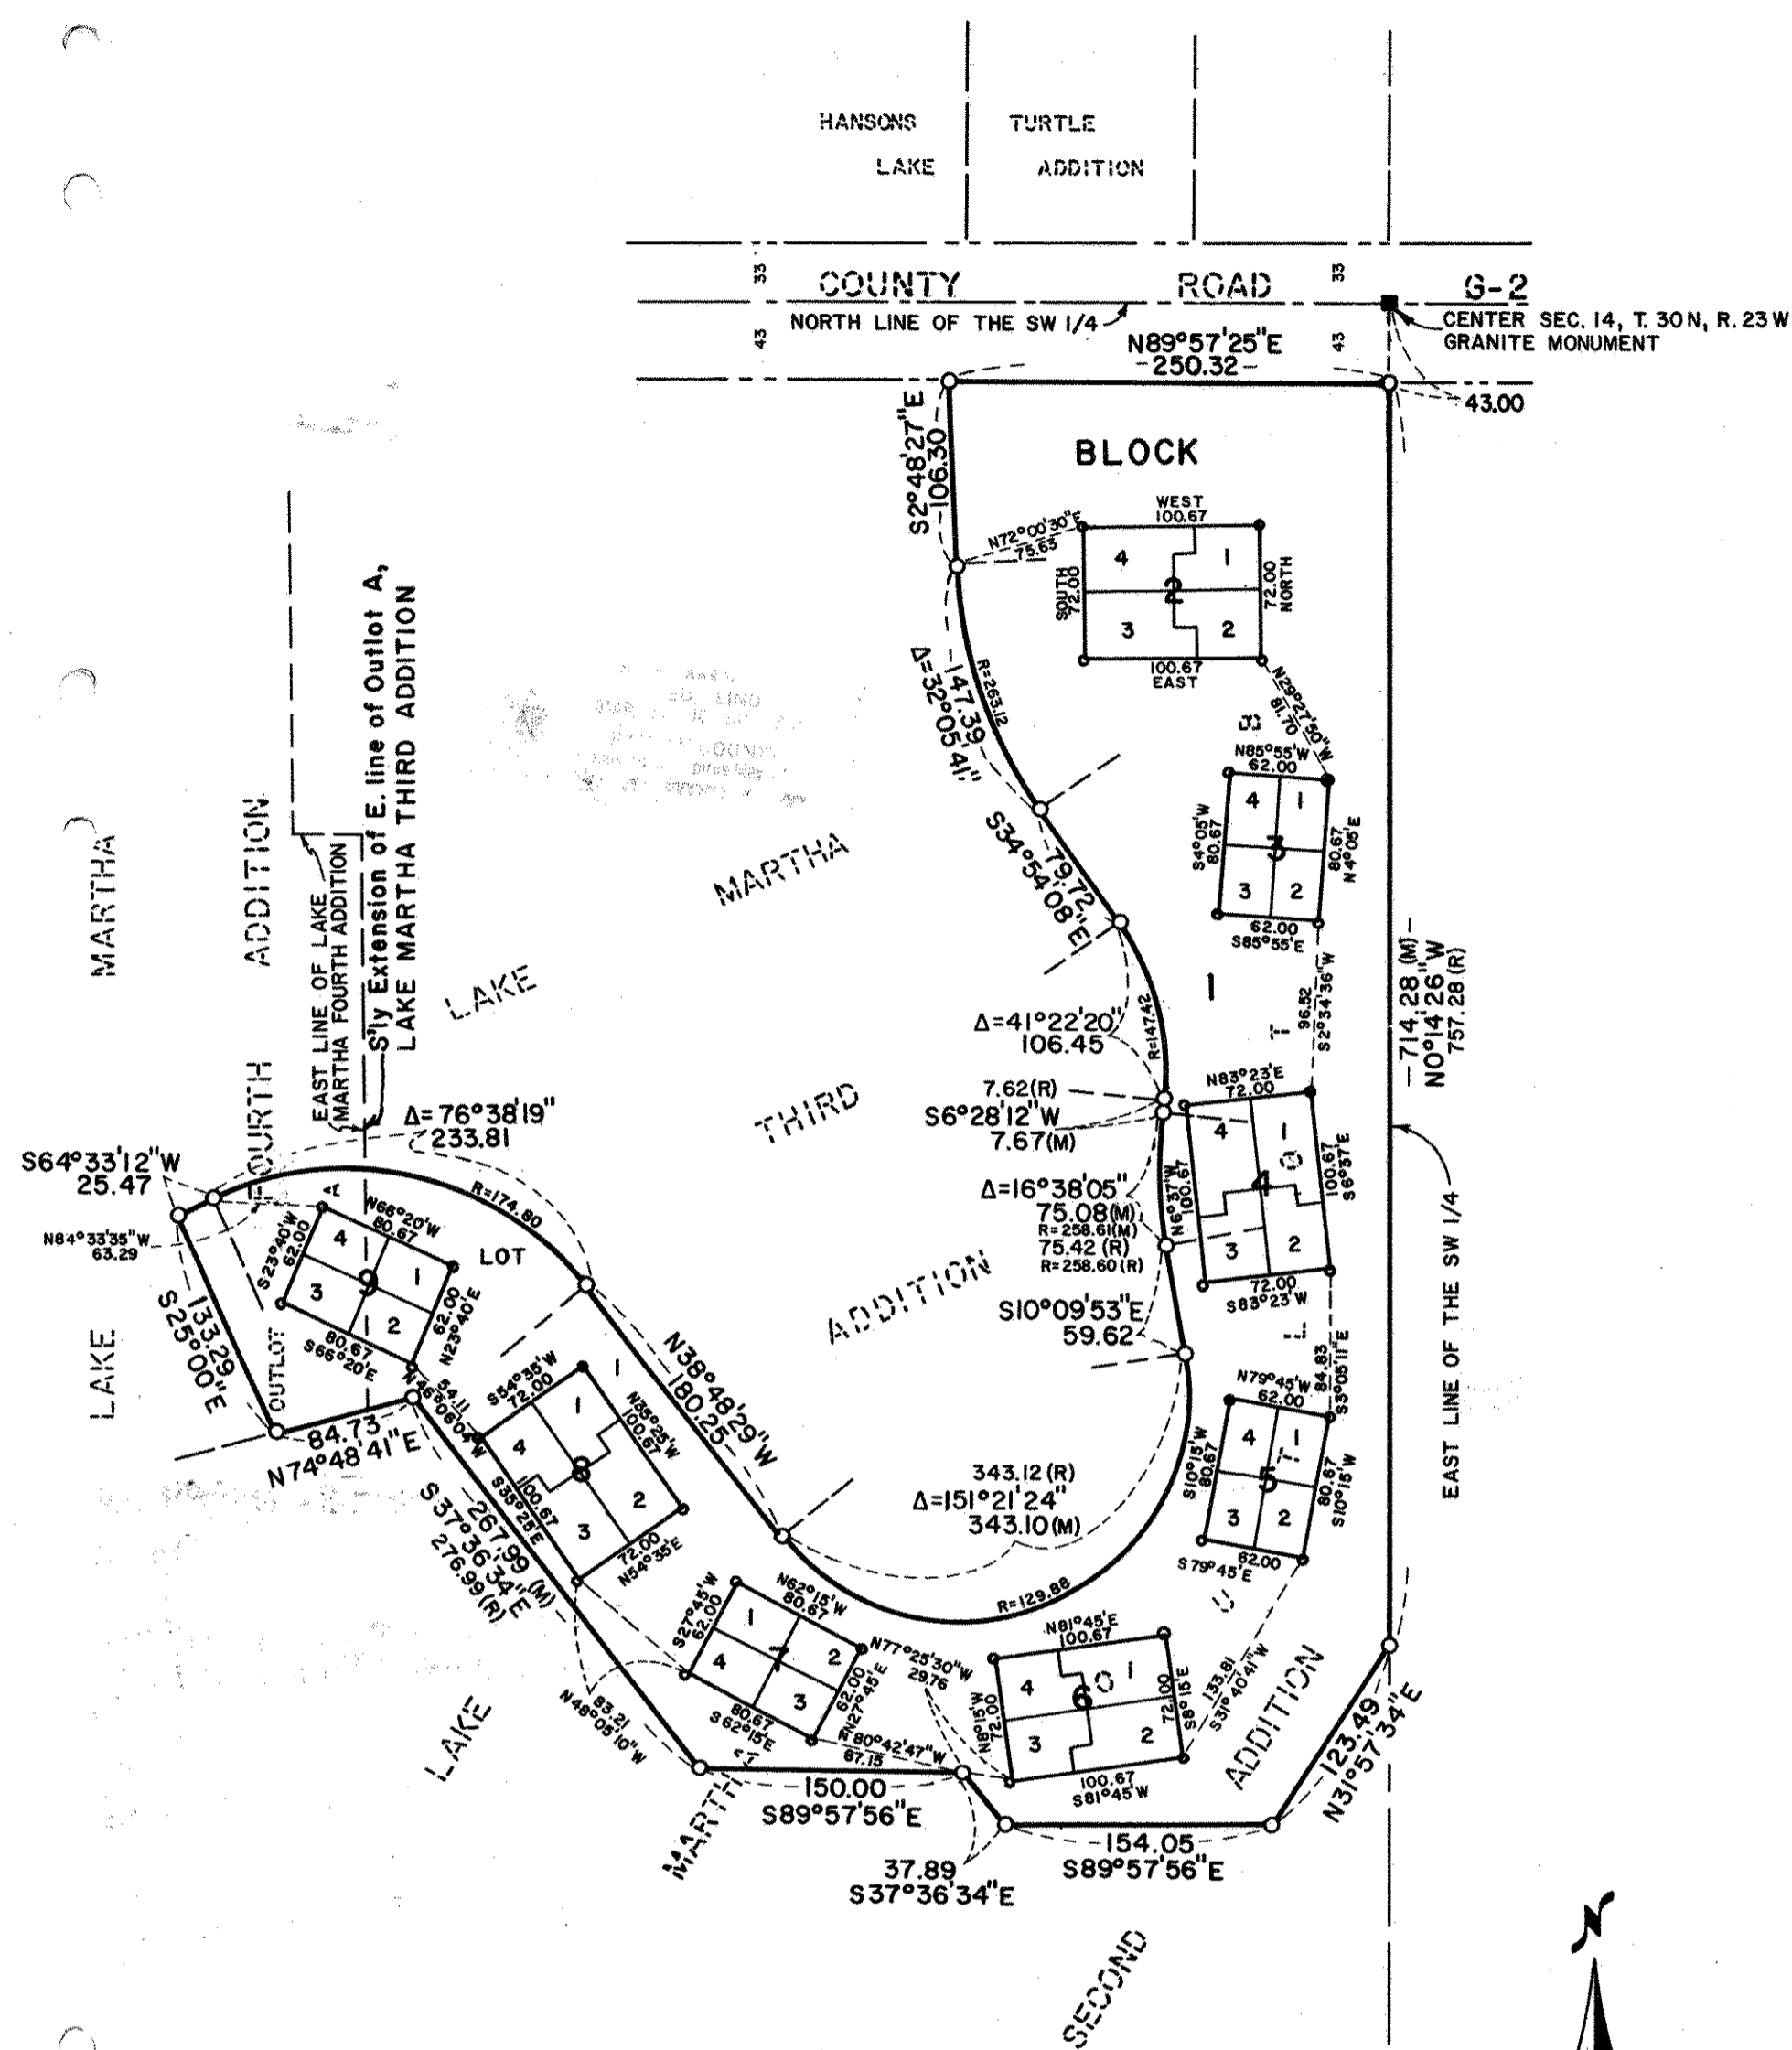 HANSONS TURTLE
LAKE ADDITION
33
33
COUNTY ROAD G-2
NORTH LINE OF THE SW 1/4
43
43
CENTER SEC. 14, T. 30 N, R. 23 W
GRANITE MONUMENT
N89°57'25"E
250.32
43.00
BLOCK
S2°48'27"E
106.30
N72°00'30"E
75.63
WEST
100.67
SOUTH
72.00
4
1
2
3
2
72.00
NORTH
100.67
EAST
R=263.12
147.39
Δ=32°05'41"
N29°27'50"W
81.70
B
N85°55'W
62.00
S4°05'W
80.67
4
1
3
3
2
80.67
N4°05'E
62.00
S85°55'E
S'ly Extension of E. line of Outlot A,
LAKE MARTHA THIRD ADDITION
EAST LINE OF LAKE
MARTHA FOURTH ADDITION
MARTHA
ADDITION
MARTHA
79.72
S34°54'08"E
LAKE
1
T
96.52
S2°34'36"W
714.28 (M)
N0°14'26"W
757.28 (R)
R=147.42
Δ=41°22'20"
106.45
THIRD
7.62(R)
S6°28'12"W
7.67(M)
N83°23'E
72.00
N6°37'W
100.67
4
1
O
4
3
2
100.67
S6°37'E
72.00
S83°23'W
Δ=16°38'05"
75.08(M)
R=258.61(M)
75.42 (R)
R=258.60 (R)
FOURTH
Δ=76°38'19"
233.81
S64°33'12"W
25.47
R=174.80
A
N66°20'W
80.67
N84°33'35"W
63.29
S23°40'W
62.00
4
1
9
3
2
62.00
N23°40'E
80.67
S66°20'E
LOT
1
133.29
S25°00'E
OUTLOT
LAKE
ADDITION
S10°09'53"E
59.62
L
84.83
S3°05'11"E
EAST LINE OF THE SW 1/4
N38°48'29"W
180.25
54.11
N46°06'04"W
84.73
N74°48'41"E
S54°35'W
72.00
N35°25'W
100.67
1
4
8
2
3
S35°25'E
100.67
72.00
N54°35'E
N79°45'W
62.00
S10°15'W
80.67
4
1
T
5
3
2
80.67
S10°15'W
62.00
S79°45'E
343.12 (R)
Δ=151°21'24"
343.10(M)
R=129.88
267.99 (M)
S37°36'34"E
276.99(R)
S27°45'W
62.00
N62°15'W
80.67
1
2
7
4
3
62.00
N27°45'E
80.67
S62°15'E
83.21
N48°05'10"W
N77°25'30"W
29.76
N80°42'47"W
87.15
U
N81°45'E
100.67
N8°15'W
72.00
4
1
O
6
3
2
72.00
S8°15'E
100.67
S81°45'W
133.81
S31°40'41"W
ADDITION
123.49
N31°57'34"E
LAKE
MARTHA
150.00
S89°57'56"E
37.89
S37°36'34"E
154.05
S89°57'56"E
SECOND
N